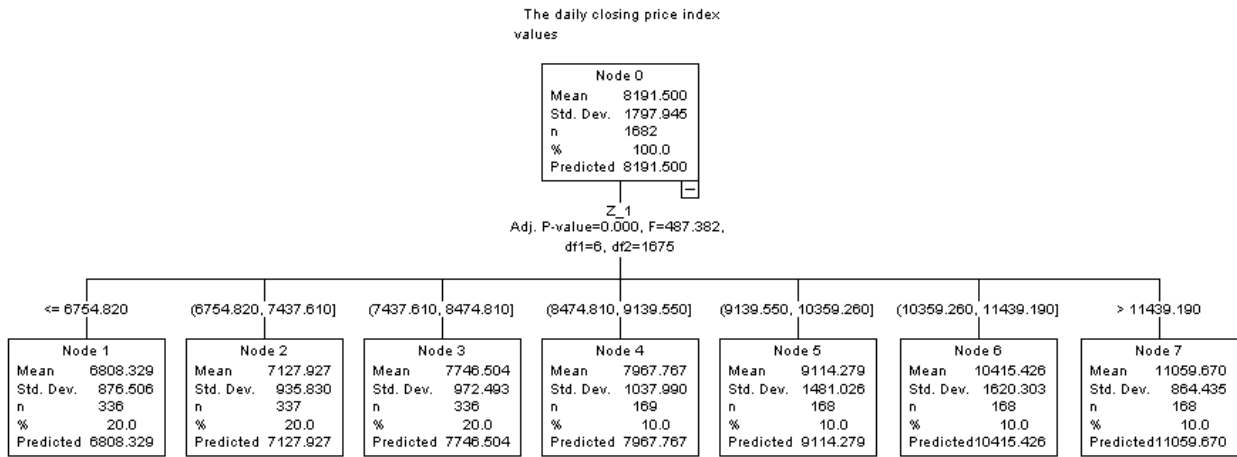 The daily closing price index
values
Node 0
Mean 8191.500
Std. Dev. 1797.945
n 1682
% 100.0
Predicted 8191.500
Z_1
Adj. P-value=0.000, F=487.382,
df1=6, df2=1675
<= 6754.820 (6754.820, 7437.610] (7437.610, 8474.810] (8474.810, 9139.550] (9139.550, 10359.260] (10359.260, 11439.190] > 11439.190
Node 1
Mean 6808.329
Std. Dev. 876.506
n 336
% 20.0
Predicted 6808.329
Node 2
Mean 7127.927
Std. Dev. 935.830
n 337
% 20.0
Predicted 7127.927
Node 3
Mean 7746.504
Std. Dev. 972.493
n 336
% 20.0
Predicted 7746.504
Node 4
Mean 7967.767
Std. Dev. 1037.990
n 169
% 10.0
Predicted 7967.767
Node 5
Mean 9114.279
Std. Dev. 1481.026
n 168
% 10.0
Predicted 9114.279
Node 6
Mean 10415.426
Std. Dev. 1620.303
n 168
% 10.0
Predicted10415.426
Node 7
Mean 11059.670
Std. Dev. 864.435
n 168
% 10.0
Predicted11059.670